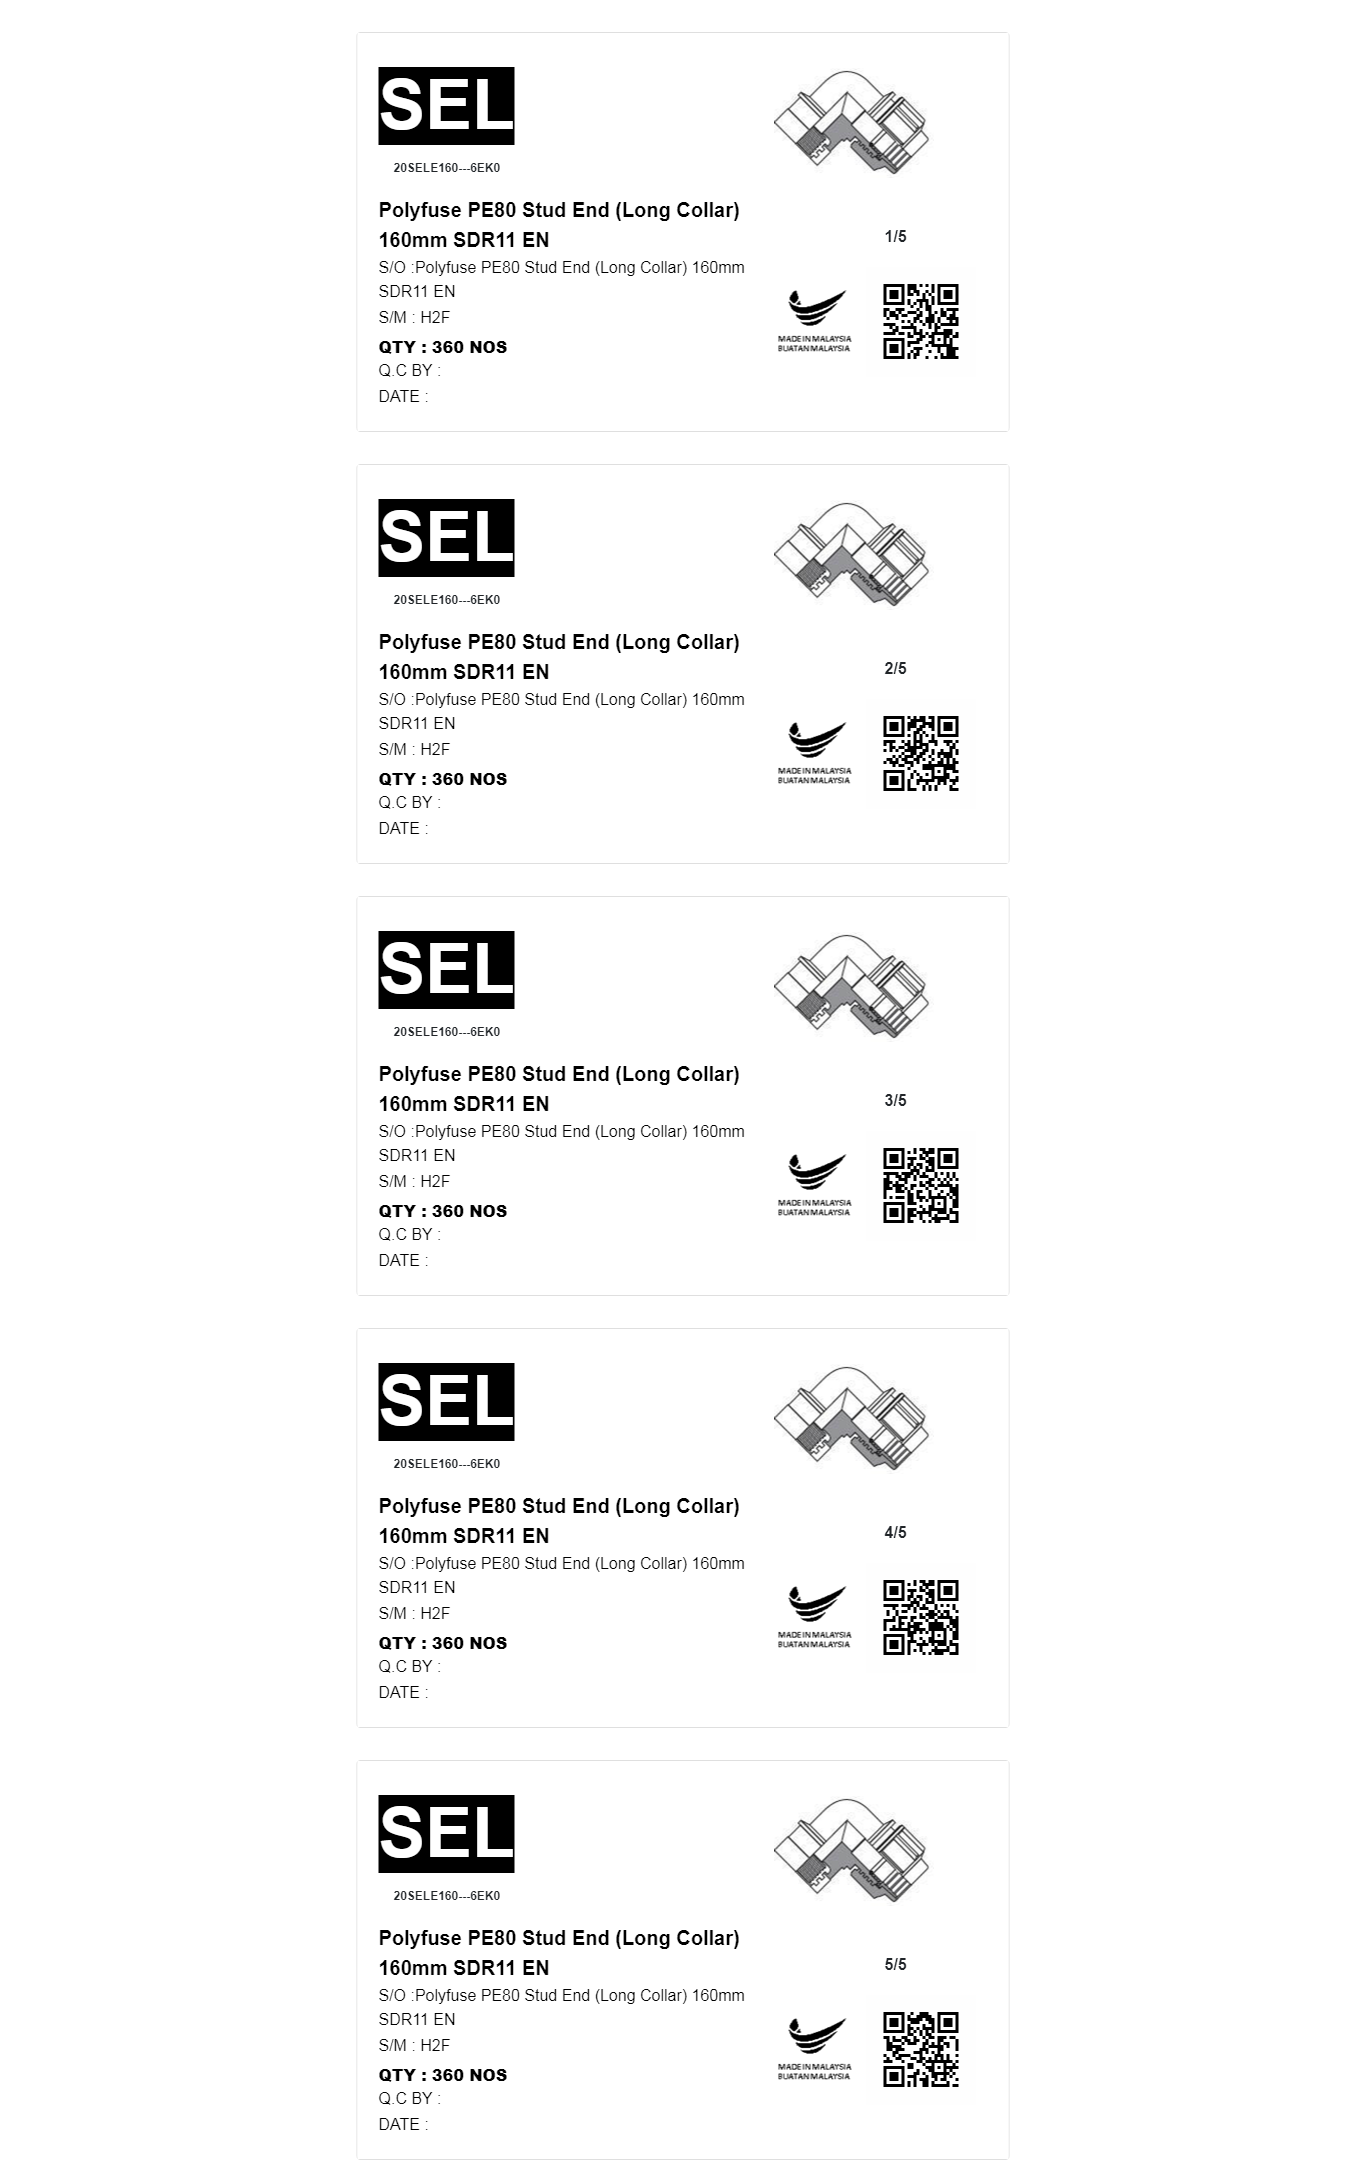 SEL
20SELE160---6EK0
Polyfuse PE80 Stud End (Long Collar)
160mm SDR11 EN
S/O :Polyfuse PE80 Stud End (Long Collar) 160mm
SDR11 EN
S/M : H2F
QTY : 360 NOS
Q.C BY :
DATE :
1/5
MADE IN MALAYSIA
BUATAN MALAYSIA
SEL
20SELE160---6EK0
Polyfuse PE80 Stud End (Long Collar)
160mm SDR11 EN
S/O :Polyfuse PE80 Stud End (Long Collar) 160mm
SDR11 EN
S/M : H2F
QTY : 360 NOS
Q.C BY :
DATE :
2/5
MADE IN MALAYSIA
BUATAN MALAYSIA
SEL
20SELE160---6EK0
Polyfuse PE80 Stud End (Long Collar)
160mm SDR11 EN
S/O :Polyfuse PE80 Stud End (Long Collar) 160mm
SDR11 EN
S/M : H2F
QTY : 360 NOS
Q.C BY :
DATE :
3/5
MADE IN MALAYSIA
BUATAN MALAYSIA
SEL
20SELE160---6EK0
Polyfuse PE80 Stud End (Long Collar)
160mm SDR11 EN
S/O :Polyfuse PE80 Stud End (Long Collar) 160mm
SDR11 EN
S/M : H2F
QTY : 360 NOS
Q.C BY :
DATE :
4/5
MADE IN MALAYSIA
BUATAN MALAYSIA
SEL
20SELE160---6EK0
Polyfuse PE80 Stud End (Long Collar)
160mm SDR11 EN
S/O :Polyfuse PE80 Stud End (Long Collar) 160mm
SDR11 EN
S/M : H2F
QTY : 360 NOS
Q.C BY :
DATE :
5/5
MADE IN MALAYSIA
BUATAN MALAYSIA